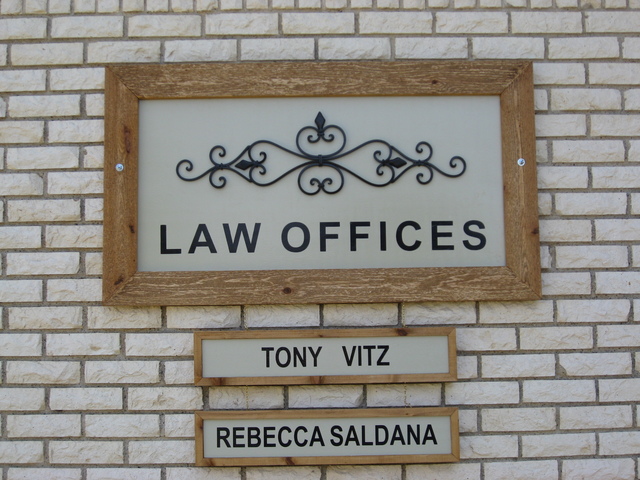 LAW OFFICES
TONY VITZ
REBECCA SALDANA